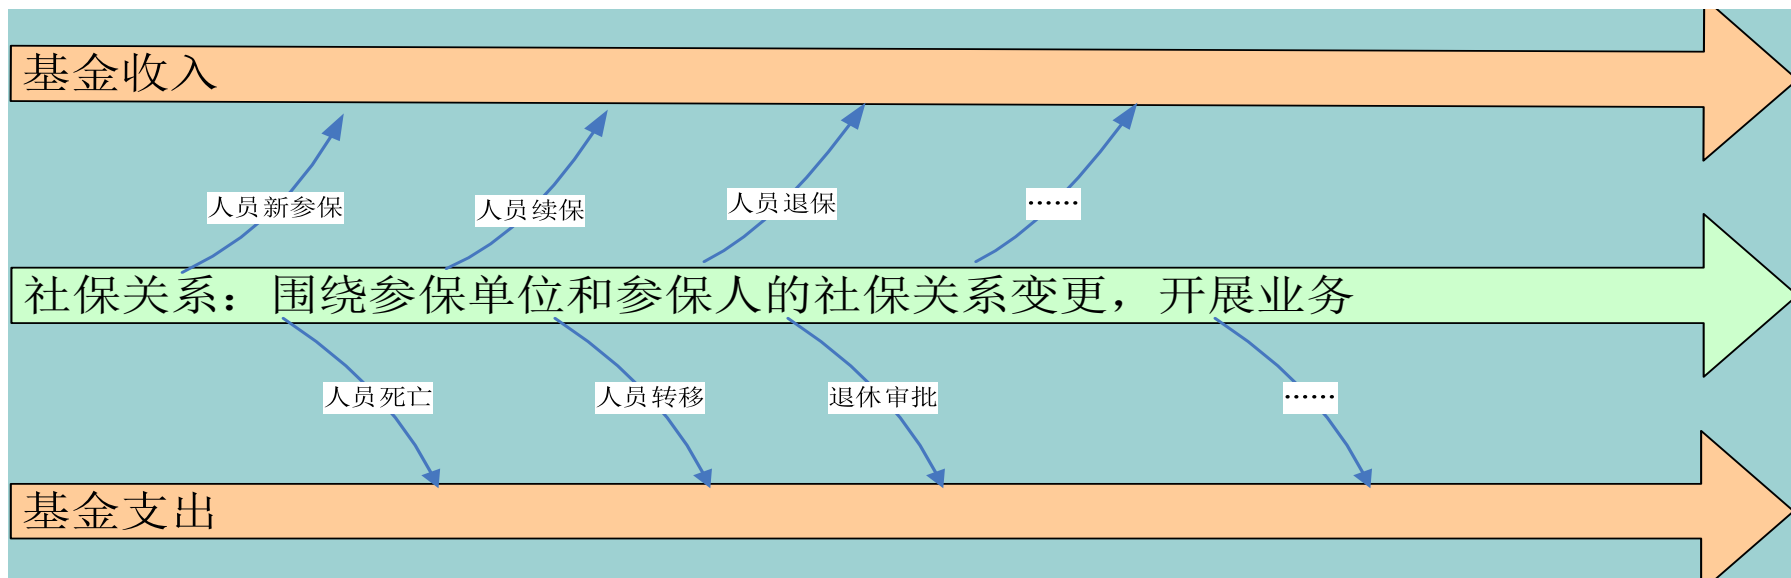 基金收入
人员新参保
人员续保
人员退保
……
社保关系：围绕参保单位和参保人的社保关系变更，开展业务
人员死亡
人员转移
退休审批
……
基金支出